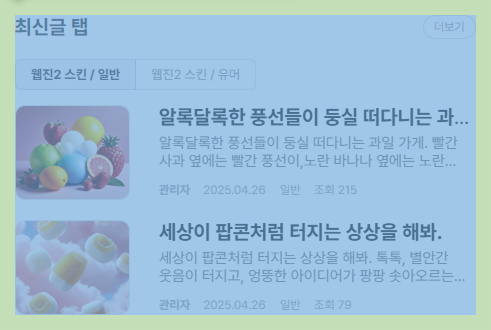 최신글 탭
더보기
웹진2 스킨 / 일반
웹진2 스킨 / 유머
알록달록한 풍선들이 둥실 떠다니는 과...
알록달록한 풍선들이 둥실 떠다니는 과일 가게. 빨간
사과 옆에는 빨간 풍선이,노란 바나나 옆에는 노란...
관리자 2025.04.26 일반 조회 215
세상이 팝콘처럼 터지는 상상을 해봐.
세상이 팝콘처럼 터지는 상상을 해봐. 톡톡, 별안간
웃음이 터지고, 엉뚱한 아이디어가 팡팡 솟아오르는...
관리자 2025.04.26 일반 조회 79